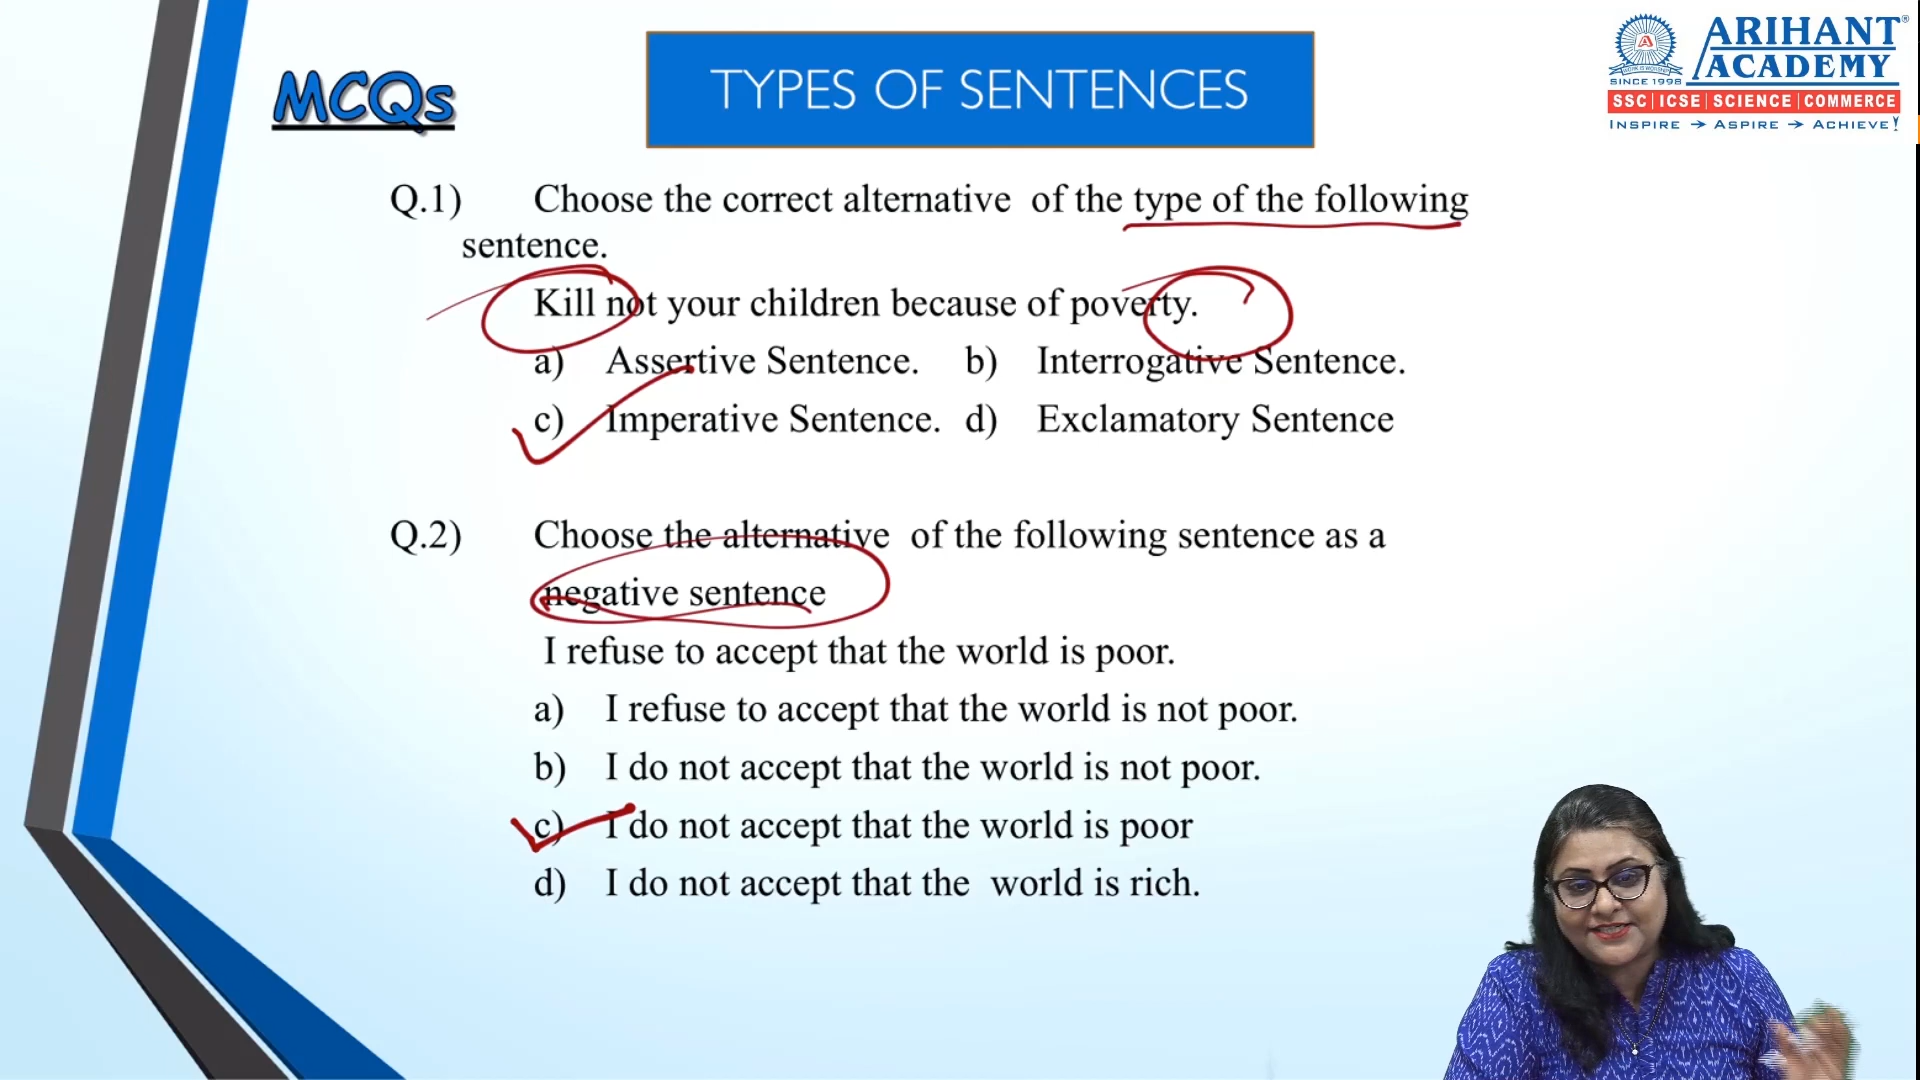 MCQs
TYPES OF SENTENCES
ARIHANT
ACADEMY
SINCE 1998
SSC | ICSE | SCIENCE | COMMERCE
INSPIRE → ASPIRE → ACHIEVE!
Q.1) Choose the correct alternative of the type of the following
sentence.
Kill not your children because of poverty.
a) Assertive Sentence. b) Interrogative Sentence.
c) Imperative Sentence. d) Exclamatory Sentence
Q.2) Choose the alternative of the following sentence as a
negative sentence
I refuse to accept that the world is poor.
a) I refuse to accept that the world is not poor.
b) I do not accept that the world is not poor.
c) I do not accept that the world is poor
d) I do not accept that the world is rich.